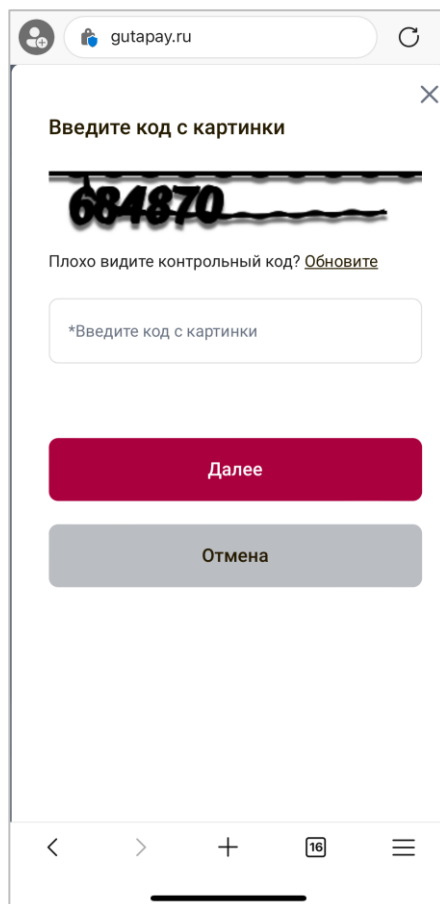 gutapay.ru
Введите код с картинки
684870
Плохо видите контрольный код? Обновите
*Введите код с картинки
Далее
Отмена
16